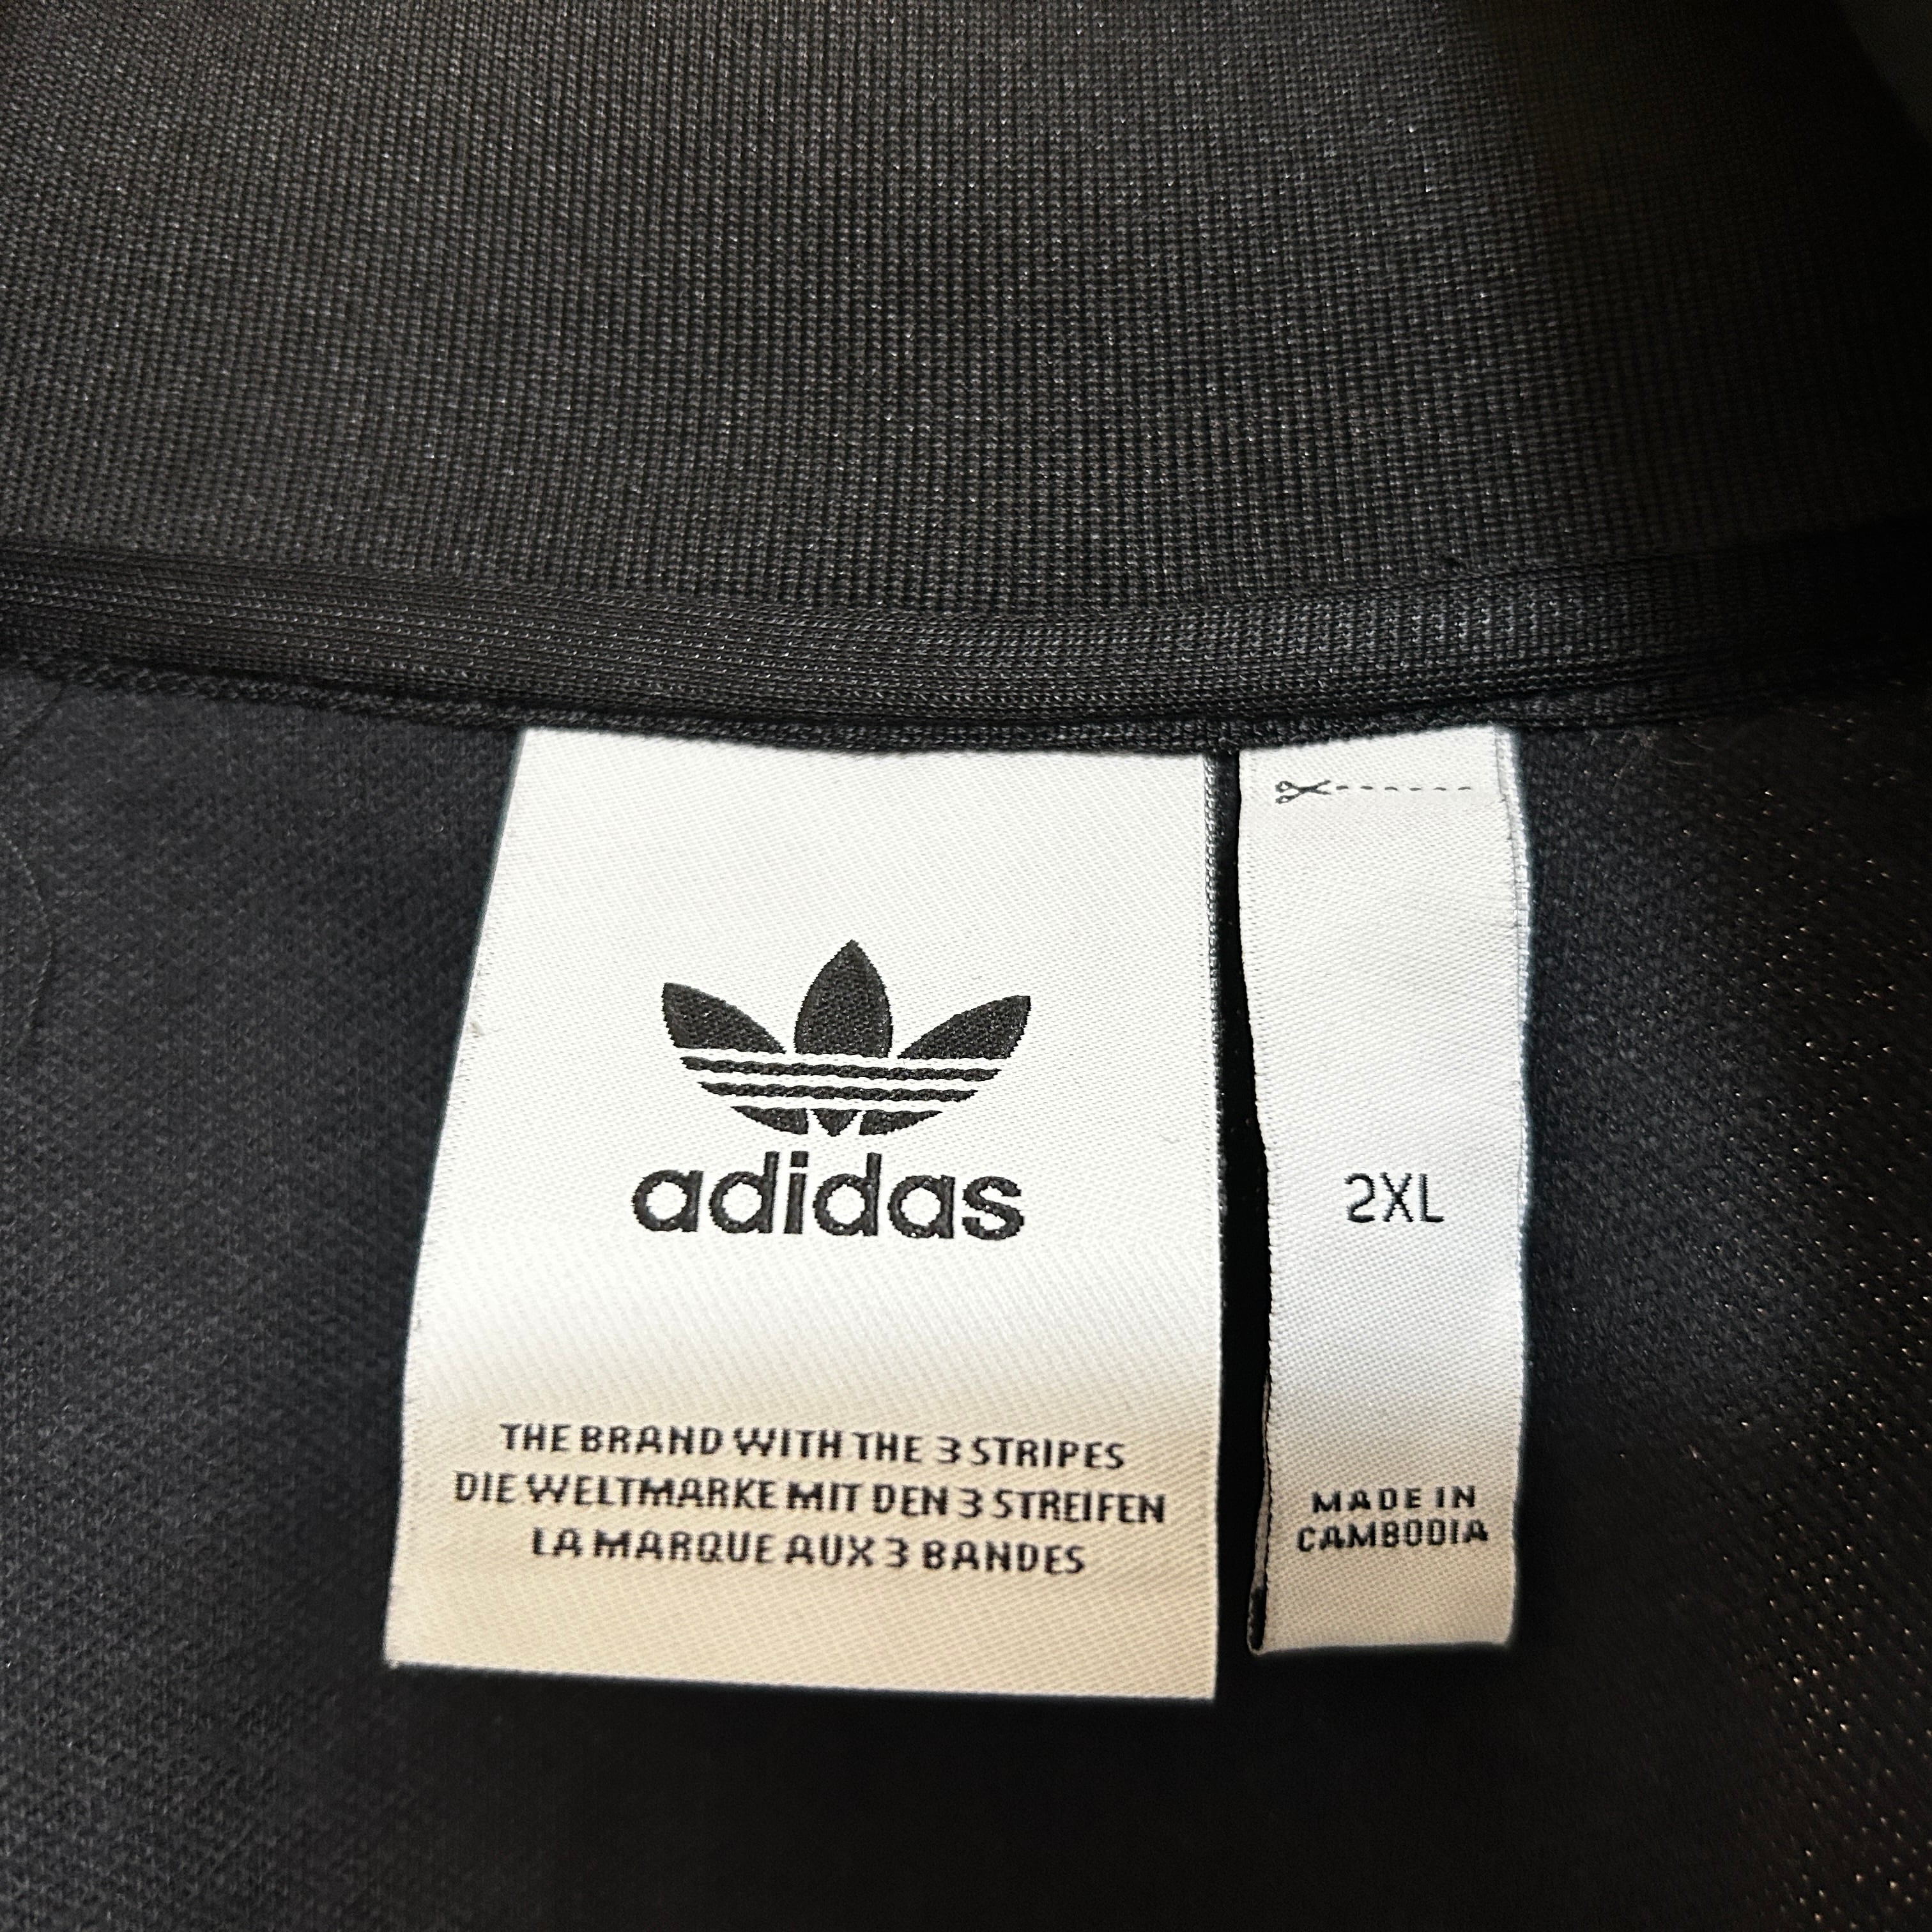 adidas
THE BRAND WITH THE 3 STRIPES
DIE WELTMARKE MIT DEN 3 STREIFEN
LA MARQUE AUX 3 BANDES
2XL
MADE IN
CAMBODIA